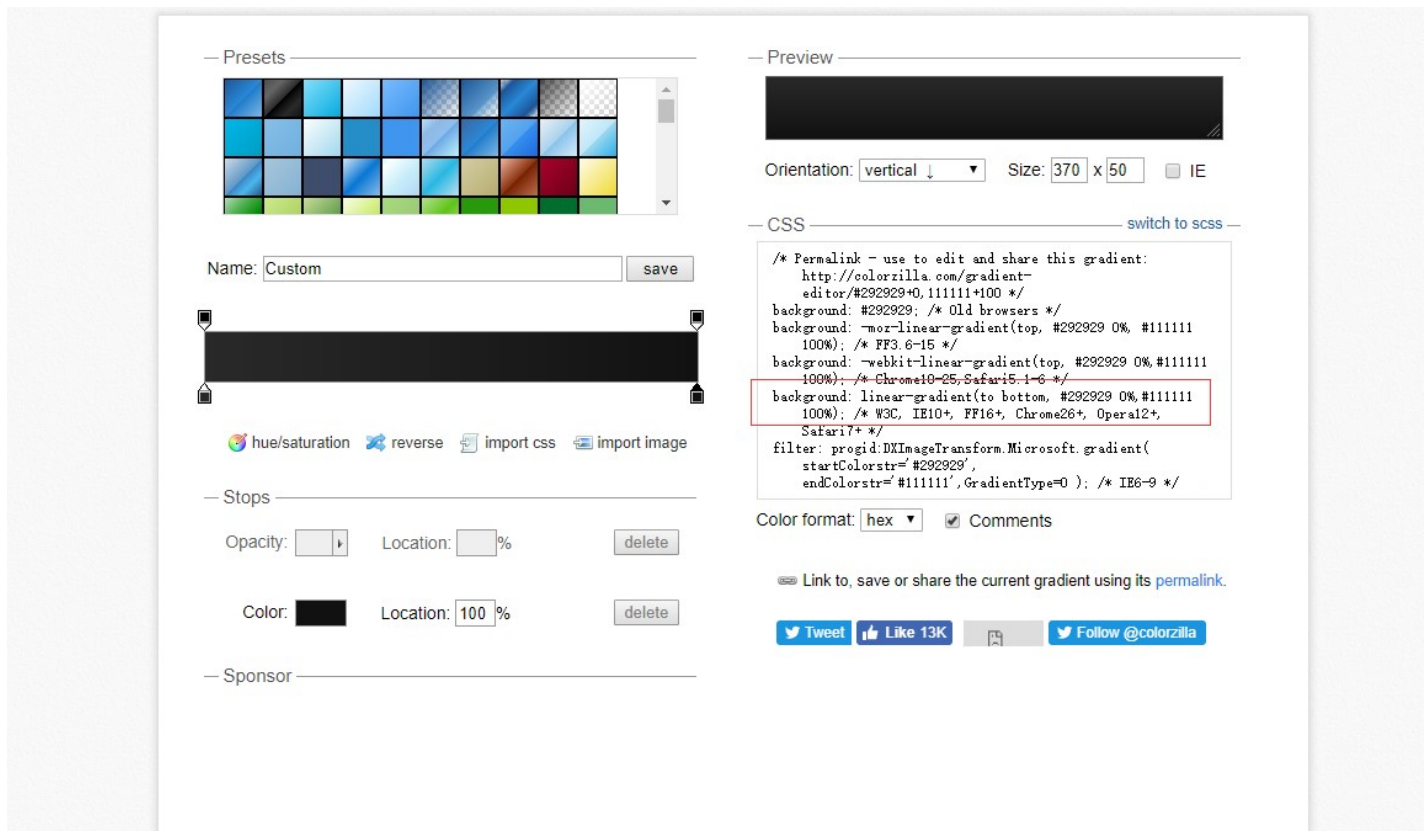 Presets
Name: Custom save
hue/saturation reverse import css import image
Stops
Opacity: Location: % delete
Color: Location: 100 % delete
Sponsor
Preview
Orientation: vertical ↓ Size: 370 x 50 IE
CSS switch to scss
/* Permalink - use to edit and share this gradient:
http://colorzilla.com/gradient-
editor/#292929+0,111111+100 */
background: #292929; /* Old browsers */
background: -moz-linear-gradient(top, #292929 0%, #111111
100%); /* FF3.6-15 */
background: -webkit-linear-gradient(top, #292929 0%,#111111
100%); /* Chrome10-25,Safari5.1-6 */
background: linear-gradient(to bottom, #292929 0%,#111111
100%); /* W3C, IE10+, FF16+, Chrome26+, Opera12+,
Safari7+ */
filter: progid:DXImageTransform.Microsoft.gradient(
startColorstr='#292929',
endColorstr='#111111',GradientType=0 ); /* IE6-9 */
Color format: hex Comments
Link to, save or share the current gradient using its permalink.
Tweet Like 13K Follow @colorzilla